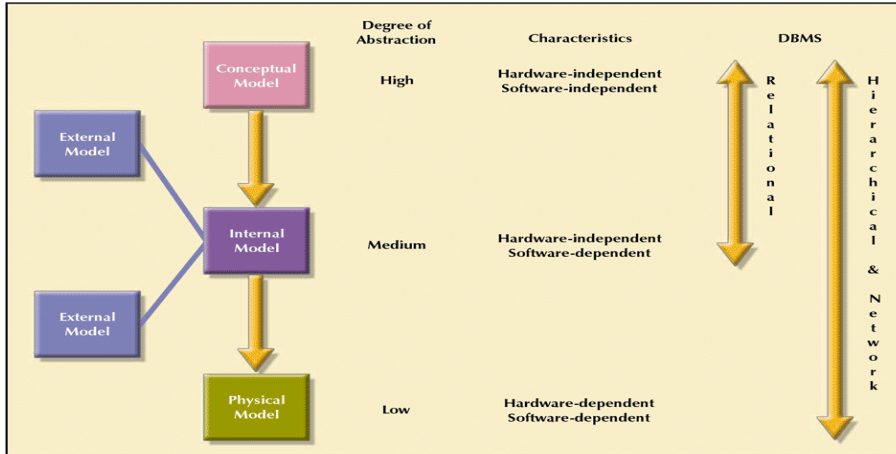 Degree of
Abstraction
Characteristics
DBMS
Conceptual
Model
High
Hardware-independent
Software-independent
Relational
Hierarchical & Network
External
Model
Internal
Model
Medium
Hardware-independent
Software-dependent
External
Model
Physical
Model
Low
Hardware-dependent
Software-dependent